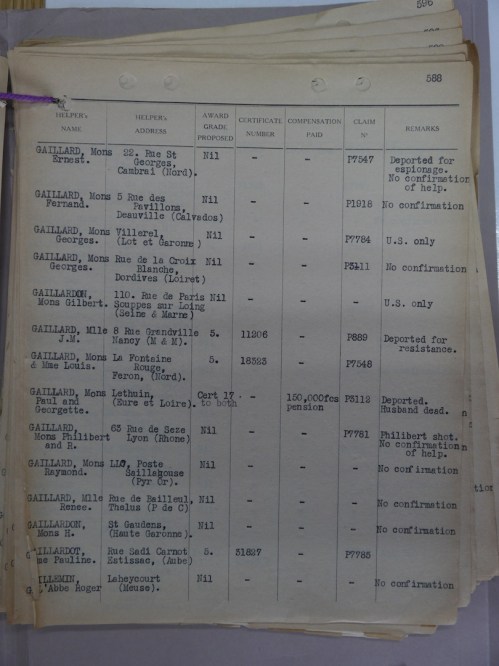 596
588
HELPER's NAME HELPER's ADDRESS AWARD GRADE PROPOSED CERTIFICATE NUMBER COMPENSATION PAID CLAIM Nº REMARKS
GAILLARD, Mons 22. Rue St Nil - - P7547 Deported for
Ernest. Georges, espionage.
Cambrai (Nord). No confirmation
of help.
GAILLARD, Mons 5 Rue des Nil - - P1918 No confirmation
Fernand. Pavillons,
Deauville (Calvados)
GAILLARD, Mons Villerel, Nil - - P7784 U.S. only
Georges. (Lot et Garonne)
GAILLARD, Mons Rue de la Croix Nil - - P3111 No confirmation
Georges. Blanche,
Dordives (Loiret)
GAILLARDON, 110. Rue de Paris Nil - - - U.S. only
Mons Gilbert. Souppes sur Loing
(Seine & Marne)
GAILLARD, Mlle 8 Rue Grandville 5. 11206 - P889 Deported for
J.M. Nancy (M & M). resistance.
GAILLARD, Mons La Fontaine 5. 18523 - P7548
& Mme Louis. Rouge,
Feron, (Nord).
GAILLARD, Mons Lethuin, Cert 17 - 150,000fcs P3112 Deported.
Paul and (Eure et Loire). to both pension Husband dead.
Georgette.
GAILLARD, 63 Rue de Seze Nil - - P7781 Philibert shot.
Mons Philibert Lyon (Rhone) No confirmation
and R. of help.
GAILLARD, Mons LLO, Poste Nil - - - No confirmation
Raymond. Saillahouse
(Pyr Or).
GAILLARD, Mlle Rue de Bailleul, Nil - - - No confirmation
Renee. Thelus (P de C)
GAILLARDON, St Gaudens, Nil - - - No confirmation
Mons H. (Haute Garonne).
GAILLARDOT, Rue Sadi Carnot 5. 31827 - P7785
Pauline. Estissac, (Aube)
Laheycourt Nil - - - No confirmation
L'Abbe Roger (Meuse).